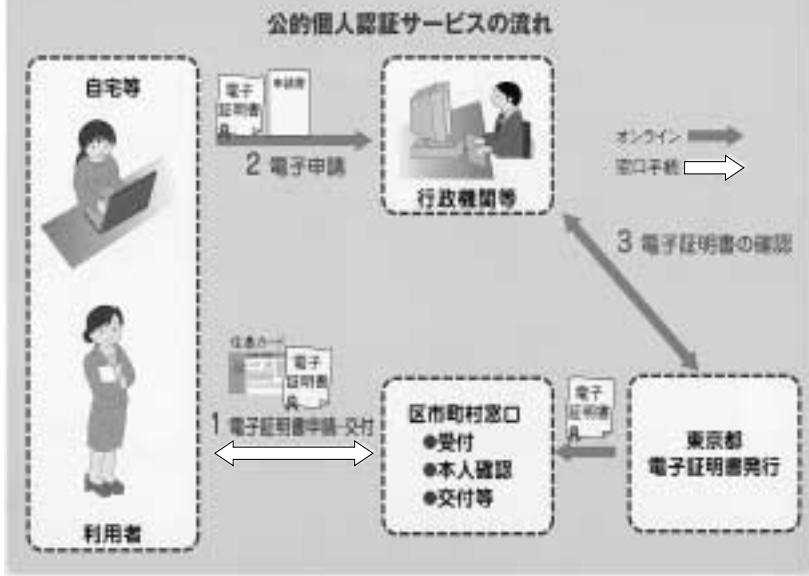 公的個人認証サービスの流れ
自宅等
電子
証明書
申請書
2 電子申請
行政機関等
オンライン
窓口手続
3 電子証明書の確認
住基カード
電子
証明書
1 電子証明書申請・交付
区市町村窓口
●受付
●本人確認
●交付等
電子
証明書
東京都
電子証明書発行
利用者